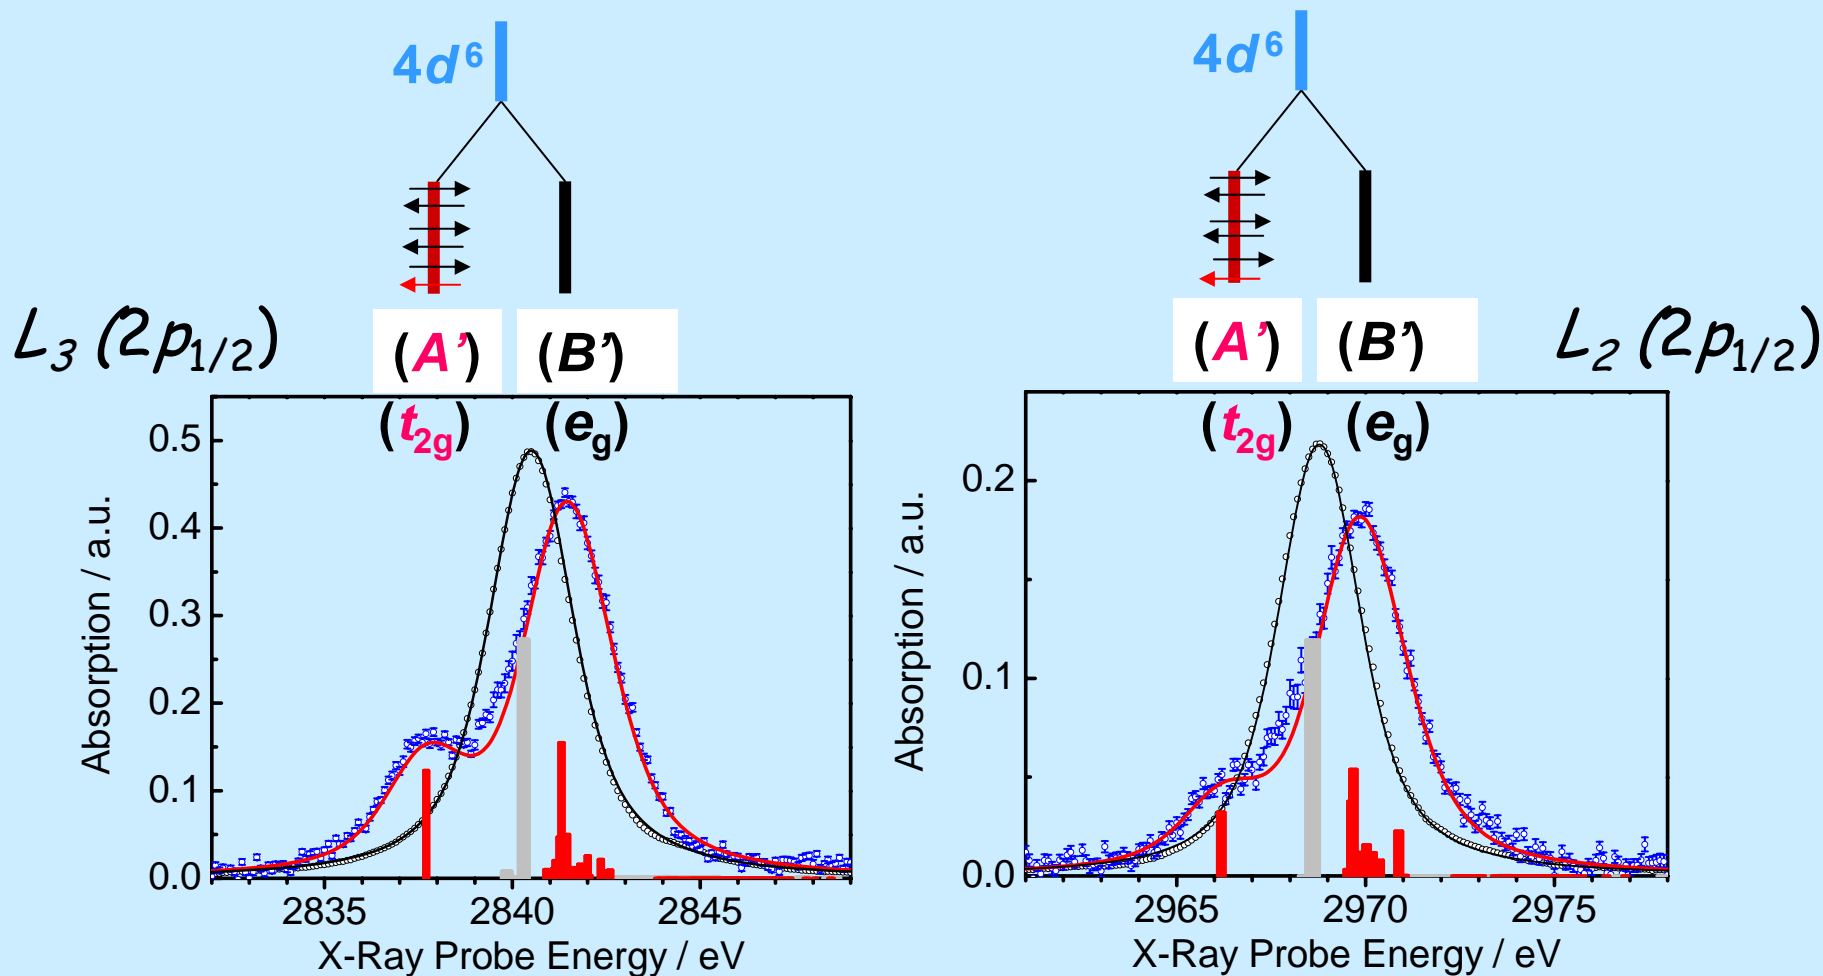 4d⁶
4d⁶
L₃ (2p₁/₂)
(A’)
(B’)
(A’)
(B’)
L₂ (2p₁/₂)
(t₂g)
(eg)
(t₂g)
(eg)
0.5
0.4
0.3
0.2
0.1
0.0
Absorption / a.u.
2835
2840
2845
X-Ray Probe Energy / eV
0.2
0.1
0.0
Absorption / a.u.
2965
2970
2975
X-Ray Probe Energy / eV